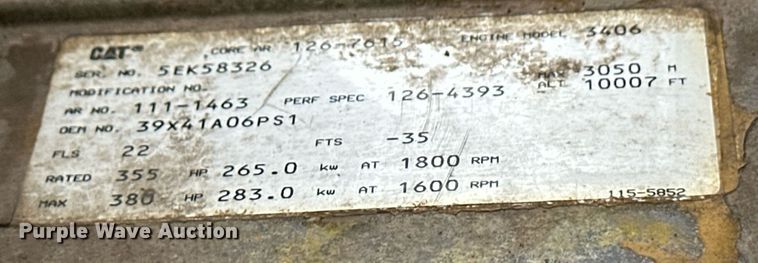 CAT® CORE AR 126-7615 ENGINE MODEL 3406
SER. NO. 5EK58326 MAX 3050 M
MODIFICATION NO. ALT 10007 FT
AR NO. 111-1463 PERF SPEC 126-4393
OEM NO. 39X41A06PS1
FLS 22 FTS -35
RATED 355 HP 265.0 kw AT 1800 RPM
MAX 380 HP 283.0 kw AT 1600 RPM
115-5852
Purple Wave Auction